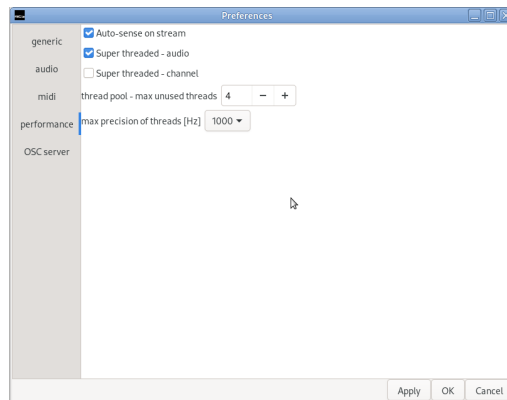 Preferences
generic
audio
midi
performance
OSC server
Auto-sense on stream
Super threaded - audio
Super threaded - channel
thread pool - max unused threads 4 − +
max precision of threads [Hz] 1000
Apply OK Cancel